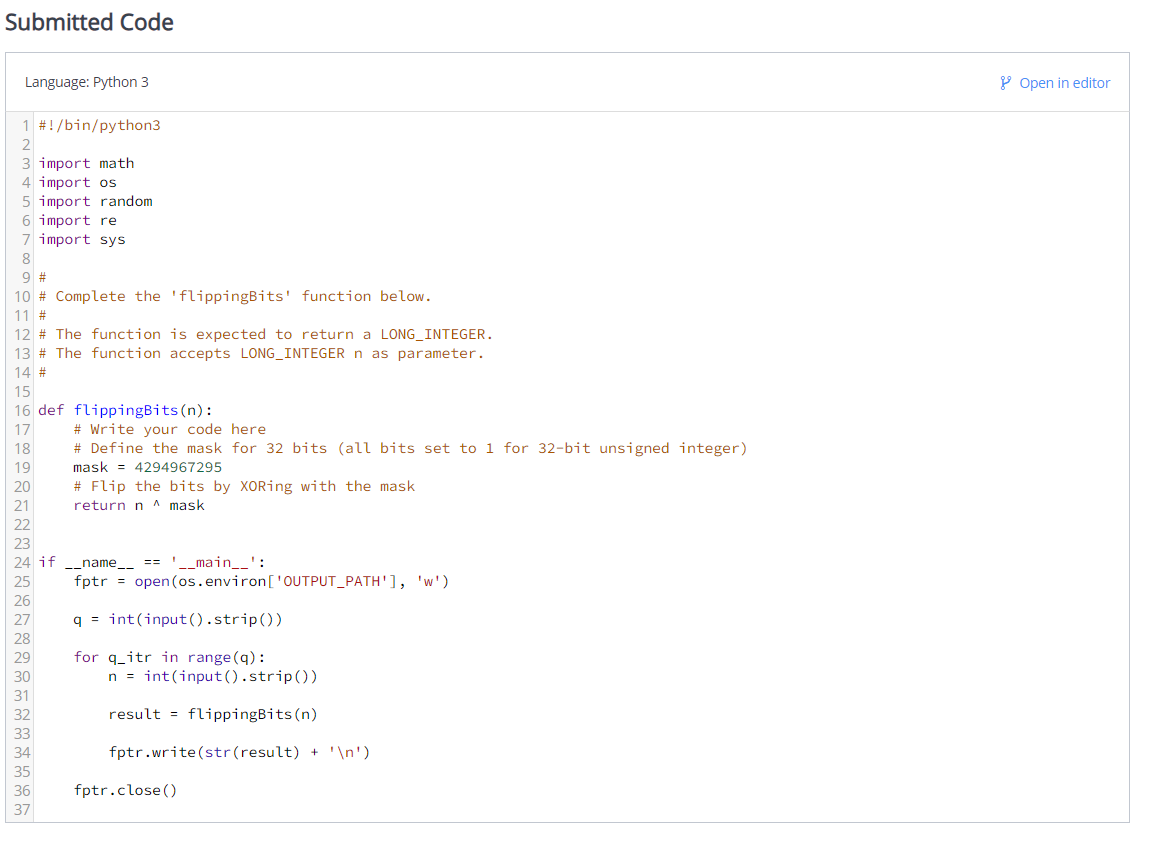 Submitted Code
Language: Python 3
Open in editor
1 #!/bin/python3
2
3 import math
4 import os
5 import random
6 import re
7 import sys
8
9 #
10 # Complete the 'flippingBits' function below.
11 #
12 # The function is expected to return a LONG_INTEGER.
13 # The function accepts LONG_INTEGER n as parameter.
14 #
15
16 def flippingBits(n):
17     # Write your code here
18     # Define the mask for 32 bits (all bits set to 1 for 32-bit unsigned integer)
19     mask = 4294967295
20     # Flip the bits by XORing with the mask
21     return n ^ mask
22
23
24 if __name__ == '__main__':
25     fptr = open(os.environ['OUTPUT_PATH'], 'w')
26
27     q = int(input().strip())
28
29     for q_itr in range(q):
30         n = int(input().strip())
31
32         result = flippingBits(n)
33
34         fptr.write(str(result) + '\n')
35
36     fptr.close()
37